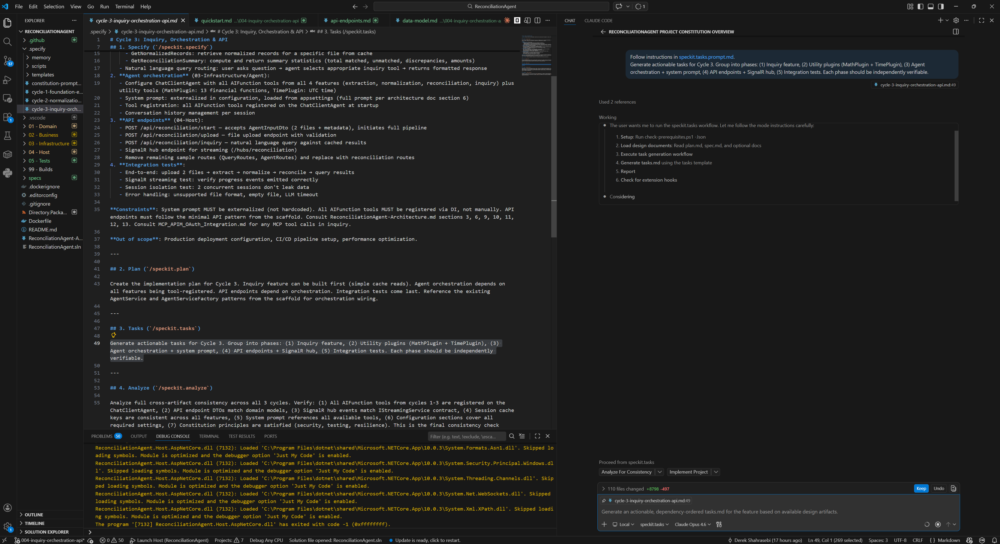 File Edit Selection View Go Run Terminal Help
ReconciliationAgent
1
EXPLORER
RECONCILIATIONAGENT
.github
.specify
memory
scripts
templates
constitution-prompt...
cycle-1-foundation-e...
cycle-2-normalizatio...
cycle-3-inquiry-orch...
.vscode
01 - Domain
02 - Business
03 - Infrastructure
04 - Host
05 - Tests
99 - Builds
specs
.dockerignore
.editorconfig
.gitignore
Directory.Packa...
Dockerfile
README.md
ReconciliationAgent-A...
ReconciliationAgent.sln
OUTLINE
TIMELINE
SOLUTION EXPLORER
57
1
1
cycle-3-inquiry-orchestration-api.md
quickstart.md ...\004-inquiry-orchestration-api
api-endpoints.md
data-model.md ...\004-inquiry-orchestration-a
.specify > cycle-3-inquiry-orchestration-api.md > # Cycle 3: Inquiry, Orchestration & API > ## 3. Tasks (/speckit.tasks)
1 # Cycle 3: Inquiry, Orchestration & API
7 ## 1. Specify (`/speckit.specify`)
15 - GetNormalizedRecords: retrieve normalized records for a specific file from cache
16 - GetReconciliationSummary: compute and return summary statistics (total matched, unmatched, discrepancies, amounts)
17 - Natural language query routing: user asks question → agent selects appropriate inquiry tool → returns formatted response
18 2. **Agent orchestration** (03-Infrastructure/Agent):
19 - Configure ChatClientAgent with all AIFunction tools from all 4 features (extraction, normalization, reconciliation, inquiry) plus
utility tools (MathPlugin: 13 financial functions, TimePlugin: UTC time)
20 - System prompt: externalized in configuration, loaded from appsettings (full prompt per architecture doc section 6)
21 - Tool registration: all AIFunction tools registered on the ChatClientAgent at startup
22 - Conversation history management per session
23 3. **API endpoints** (04-Host):
24 - POST /api/reconciliation/start — accepts AgentInputDto (2 files + metadata), initiates full pipeline
25 - POST /api/reconciliation/upload — file upload endpoint with validation
26 - POST /api/reconciliation/inquiry — natural language query against cached results
27 - SignalR hub endpoint for streaming (/hubs/reconciliation)
28 - Remove remaining sample routes (QueryRoutes, AgentRoutes) and replace with reconciliation routes
29 4. **Integration tests**:
30 - End-to-end: upload 2 files → extract → normalize → reconcile → query results
31 - SignalR streaming test: verify progress events emitted correctly
32 - Session isolation test: 2 concurrent sessions don't leak data
33 - Error handling: unsupported file format, empty file, LLM timeout
34
35 **Constraints**: System prompt MUST be externalized (not hardcoded). All AIFunction tools MUST be registered via DI, not manually. API
endpoints must follow the minimal API pattern from the scaffold. Consult ReconciliationAgent-Architecture.md sections 3, 6, 9, 10, 11,
12, 13. Consult MCP_APIM_OAuth_Integration.md for any MCP tool calls in inquiry.
36
37 **Out of scope**: Production deployment configuration, CI/CD pipeline setup, performance optimization.
38
39 ---
40
41 ## 2. Plan (`/speckit.plan`)
42
43 Create the implementation plan for Cycle 3. Inquiry feature can be built first (simple cache reads). Agent orchestration depends on
all features being tool-registered. API endpoints depend on orchestration. Integration tests come last. Reference the existing
AgentService and AgentServiceFactory patterns from the scaffold for orchestration wiring.
44
45 ---
46
47 ## 3. Tasks (`/speckit.tasks`)
48
49 Generate actionable tasks for Cycle 3. Group into phases: (1) Inquiry feature, (2) Utility plugins (MathPlugin + TimePlugin), (3)
Agent orchestration + system prompt, (4) API endpoints + SignalR hub, (5) Integration tests. Each phase should be independently
verifiable.
50
51 ---
52
53 ## 4. Analyze (`/speckit.analyze`)
54
55 Analyze full cross-artifact consistency across all 3 cycles. Verify: (1) All AIFunction tools from cycles 1-3 are registered on the
ChatClientAgent, (2) API endpoint DTOs match domain models, (3) SignalR hub events match IStreamingService contract, (4) Session cache
keys are consistent across all features, (5) System prompt references all available tools, (6) Configuration sections cover all
required settings, (7) Constitution principles are satisfied (security, testing, resilience). This is the final consistency check
PROBLEMS 50 OUTPUT DEBUG CONSOLE TERMINAL TEST RESULTS PORTS
Filter (e.g. text, !exclude, \esca...
ReconciliationAgent.Host.AspNetCore.dll (7132): Loaded 'C:\Program Files\dotnet\shared\Microsoft.NETCore.App\10.0.3\System.Formats.Asn1.dll'. Skipped lo
ading symbols. Module is optimized and the debugger option 'Just My Code' is enabled.
ReconciliationAgent.Host.AspNetCore.dll (7132): Loaded 'C:\Program Files\dotnet\shared\Microsoft.NETCore.App\10.0.3\System.Security.Principal.Windows.dl
l'. Skipped loading symbols. Module is optimized and the debugger option 'Just My Code' is enabled.
ReconciliationAgent.Host.AspNetCore.dll (7132): Loaded 'C:\Program Files\dotnet\shared\Microsoft.NETCore.App\10.0.3\System.Threading.Channels.dll'. Skip
ped loading symbols. Module is optimized and the debugger option 'Just My Code' is enabled.
ReconciliationAgent.Host.AspNetCore.dll (7132): Loaded 'C:\Program Files\dotnet\shared\Microsoft.NETCore.App\10.0.3\System.Net.WebSockets.dll'. Skipped
loading symbols. Module is optimized and the debugger option 'Just My Code' is enabled.
ReconciliationAgent.Host.AspNetCore.dll (7132): Loaded 'C:\Program Files\dotnet\shared\Microsoft.NETCore.App\10.0.3\System.Xml.XPath.dll'. Skipped loadi
ng symbols. Module is optimized and the debugger option 'Just My Code' is enabled.
The program '[7132] ReconciliationAgent.Host.AspNetCore.dll' has exited with code -1 (0xffffffff).
CHAT CLAUDE CODE
RECONCILIATIONAGENT PROJECT CONSTITUTION OVERVIEW
Follow instructions in speckit.tasks.prompt.md.
Generate actionable tasks for Cycle 3. Group into phases: (1) Inquiry feature, (2) Utility plugins (MathPlugin + TimePlugin), (3) Agent
orchestration + system prompt, (4) API endpoints + SignalR hub, (5) Integration tests. Each phase should be independently verifiable.
cycle-3-inquiry-orchestration-api.md:49
Used 2 references
Working
The user wants me to run the speckit.tasks workflow. Let me follow the mode instructions carefully:
1. Setup: Run check-prerequisites.ps1 -Json
2. Load design documents: Read plan.md, spec.md, and optional docs
3. Execute task generation workflow
4. Generate tasks.md using the tasks template
5. Report
6. Check for extension hooks
Considering
Proceed from speckit.tasks
Analyze For Consistency Implement Project
110 files changed +8798 -497 Keep Undo
cycle-3-inquiry-orchestration-api.md:49
Generate an actionable, dependency-ordered tasks.md for the feature based on available design artifacts.
Local speckit.tasks Claude Opus 4.6
004-inquiry-orchestration-api* 0 50 Launch Host (ReconciliationAgent) Projects: 7 Debug Any CPU Solution file opened: ReconciliationAgent.sln Update is ready, click to restart. Derek Shahrasebi (17 hours ago) Ln 49, Col 1 (269 selected) Spaces: 3 UTF-8 CRLF { } Markdown